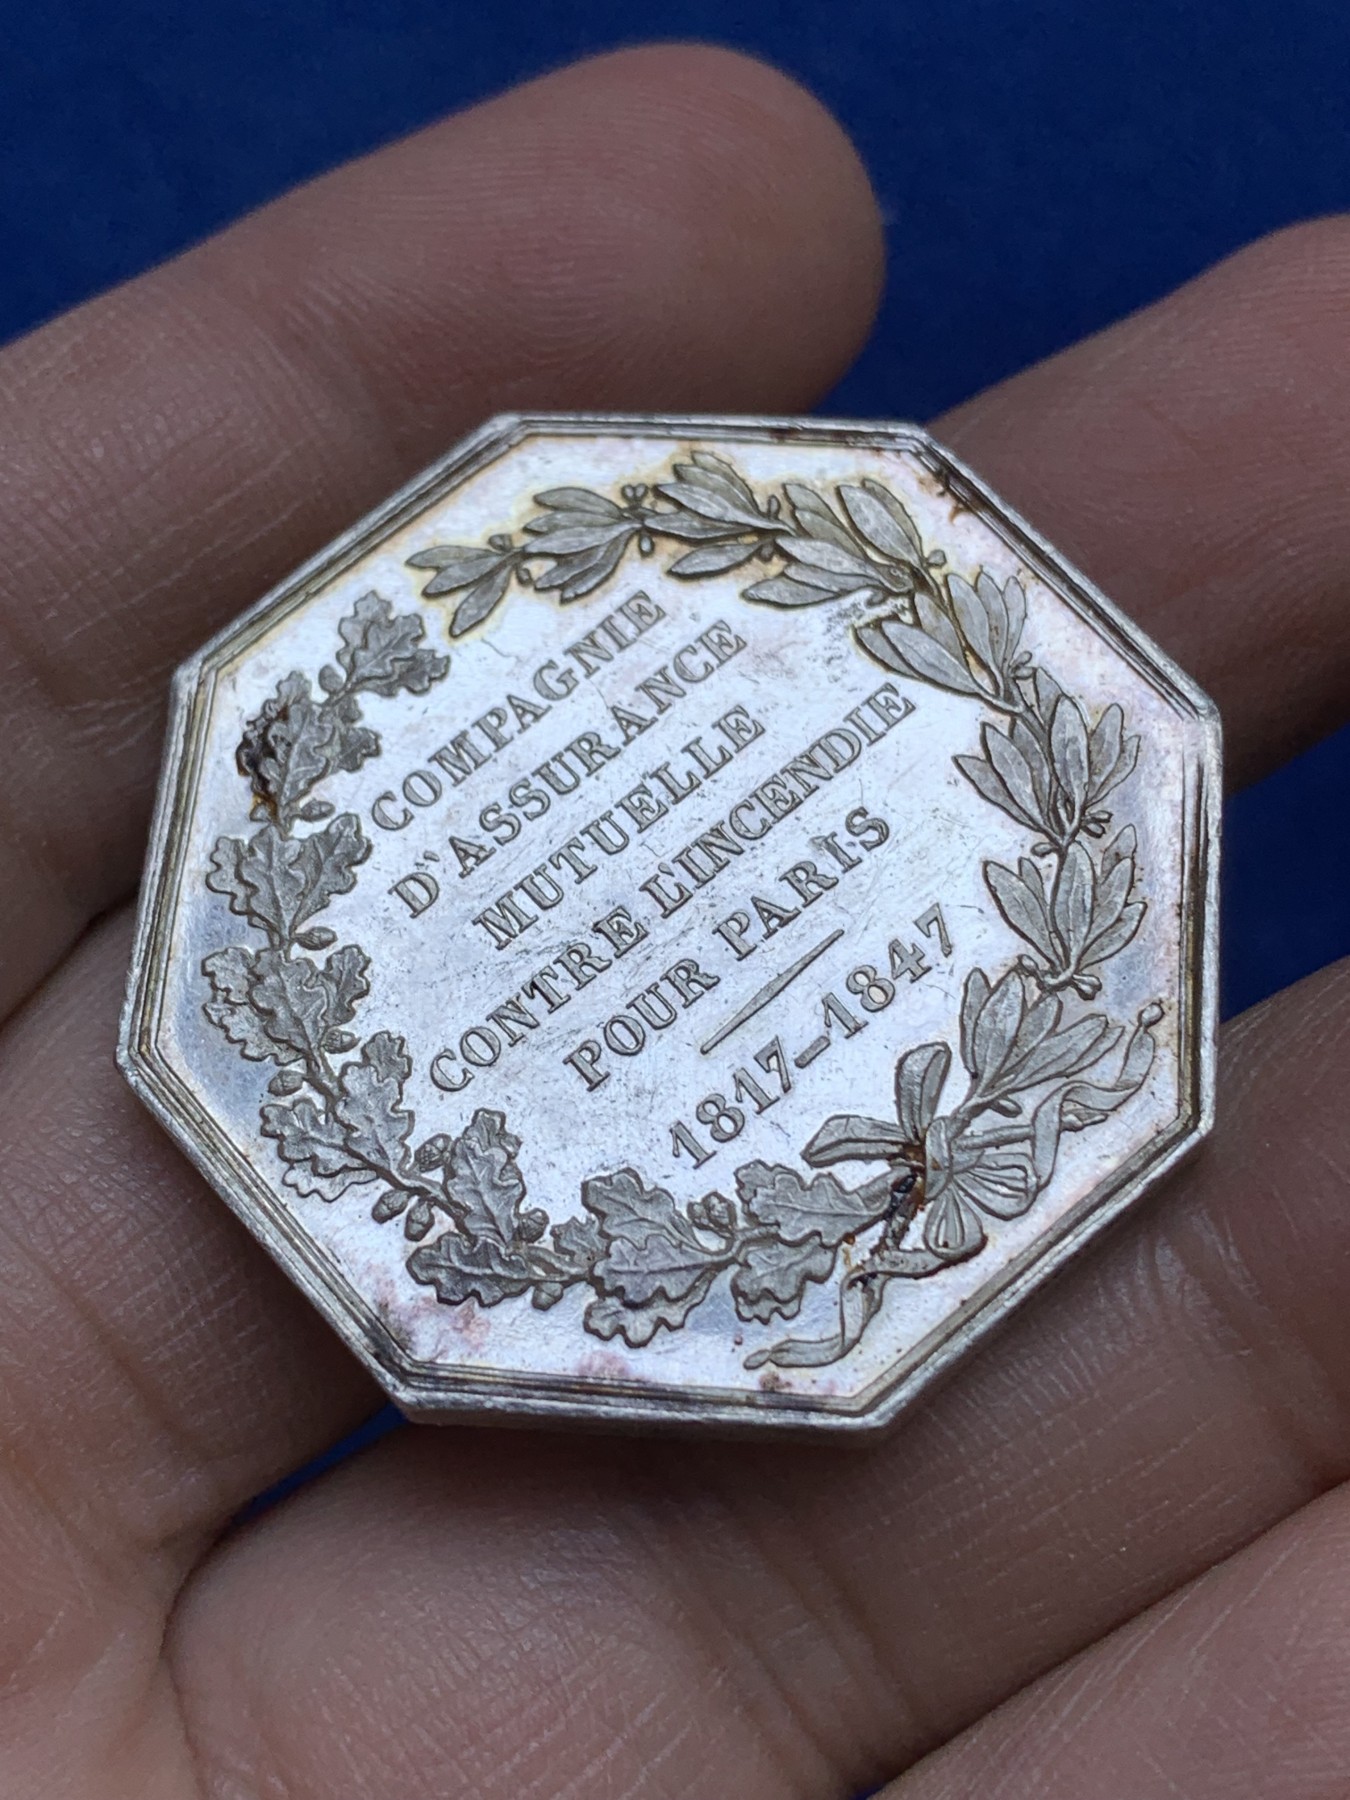 COMPAGNIE
D'ASSURANCE
MUTUELLE
CONTRE L'INCENDIE
POUR PARIS
1817-1847